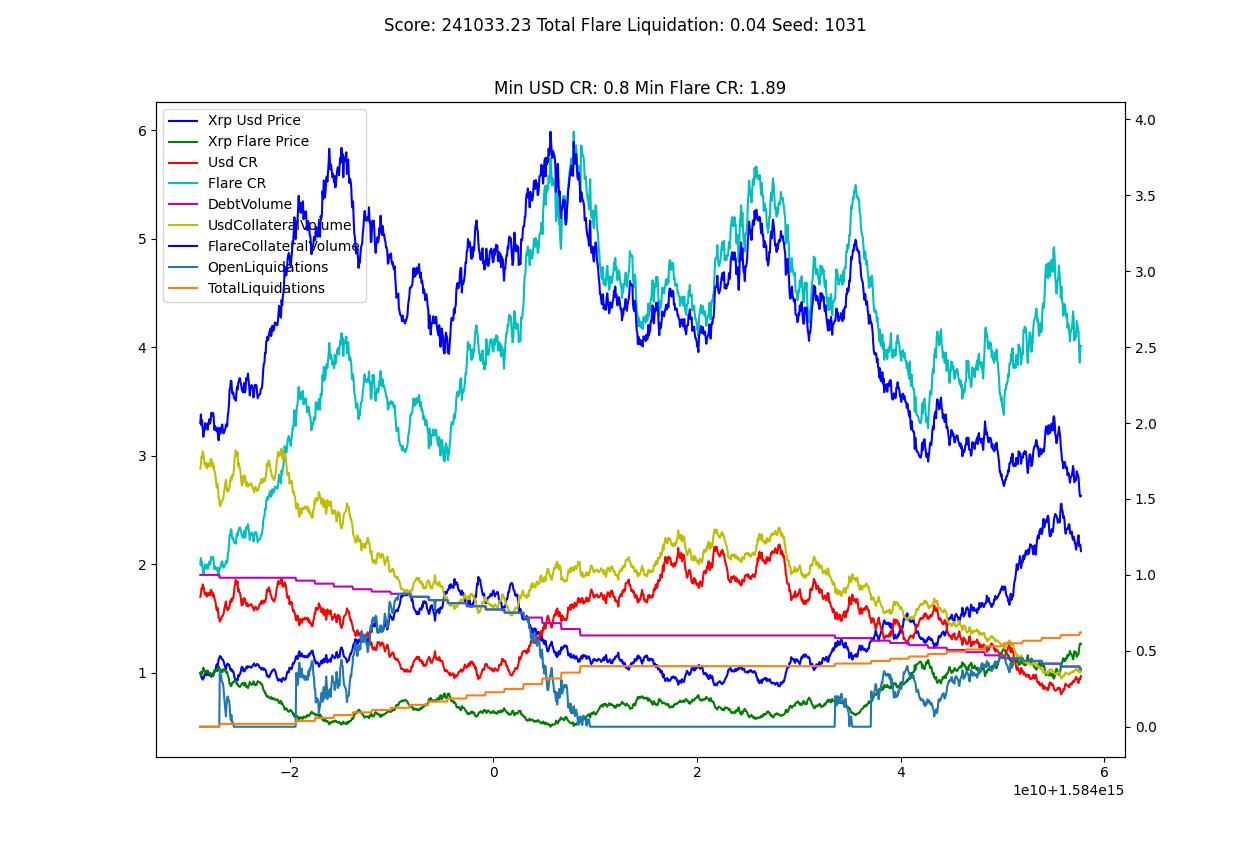 Score: 241033.23 Total Flare Liquidation: 0.04 Seed: 1031
Min USD CR: 0.8 Min Flare CR: 1.89
Xrp Usd Price
Xrp Flare Price
Usd CR
Flare CR
DebtVolume
UsdCollateralVolume
FlareCollateralVolume
OpenLiquidations
TotalLiquidations
6
5
4
3
2
1
4.0
3.5
3.0
2.5
2.0
1.5
1.0
0.5
0.0
−2 0 2 4 6
1e10+1.584e15